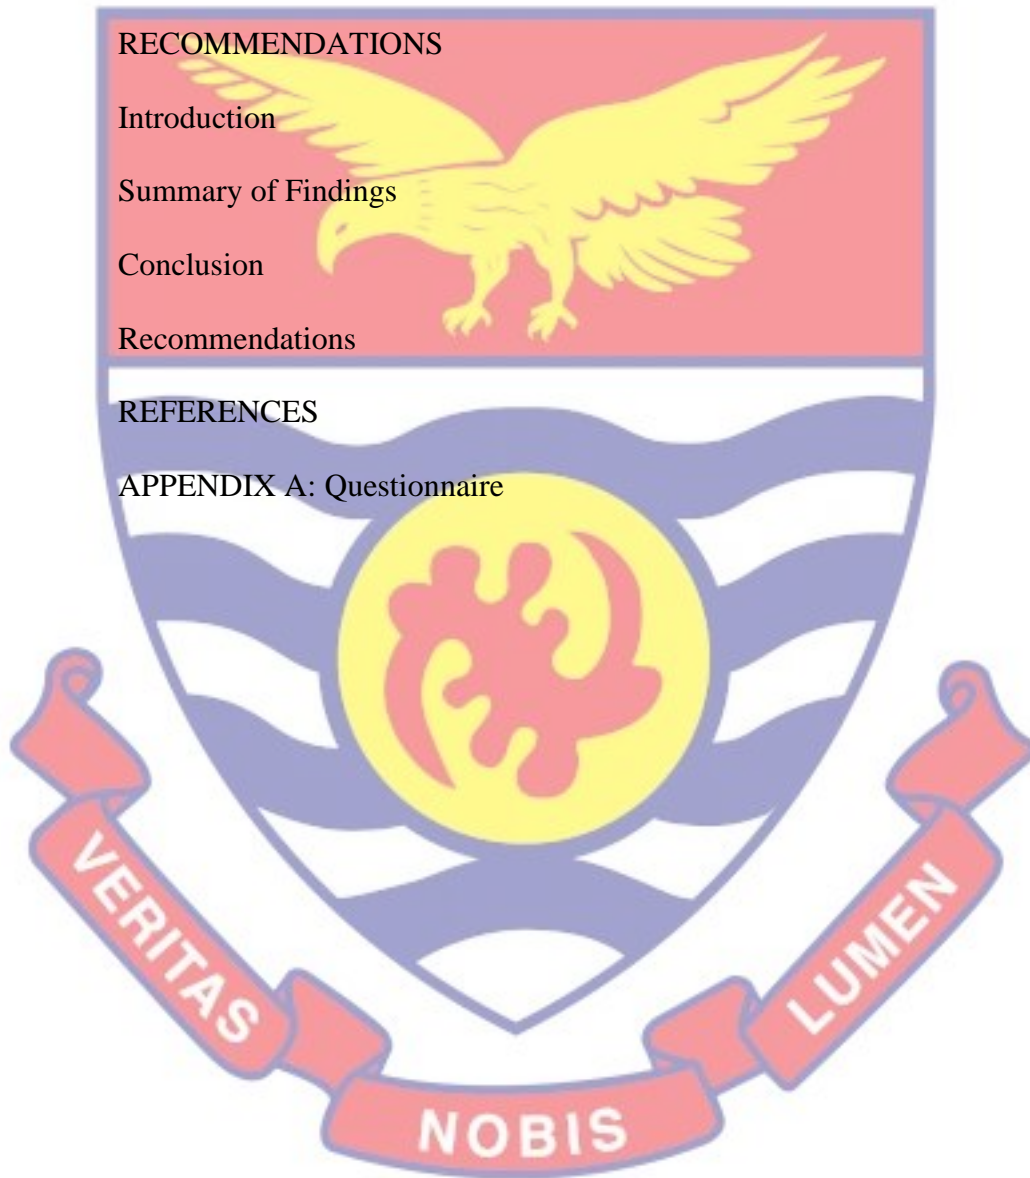 RECOMMENDATIONS
Introduction
Summary of Findings
Conclusion
Recommendations
REFERENCES
APPENDIX A: Questionnaire
VERITAS
NOBIS
LUMEN